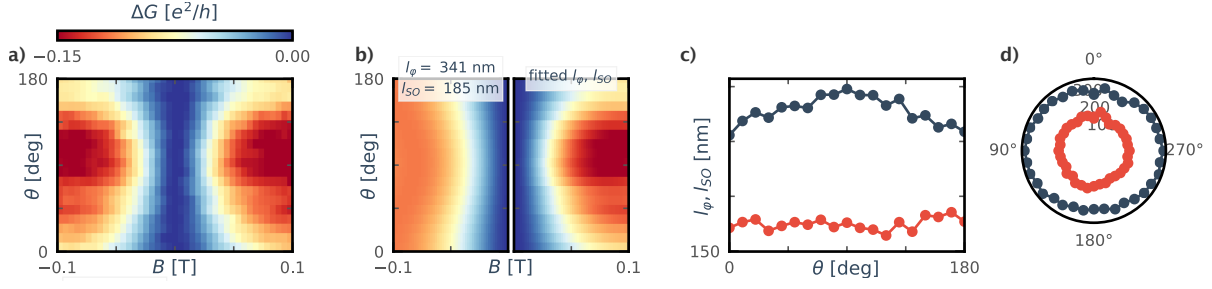 ΔG [e²/h]
−0.15
0.00
a)
180
θ [deg]
0
−0.1
B [T]
0.1
b)
180
θ [deg]
0
−0.1
B [T]
0.1
l_φ = 341 nm
l_SO = 185 nm
fitted l_φ, l_SO
c)
l_φ, l_SO [nm]
150
0
θ [deg]
180
d)
0°
90°
270°
180°
200